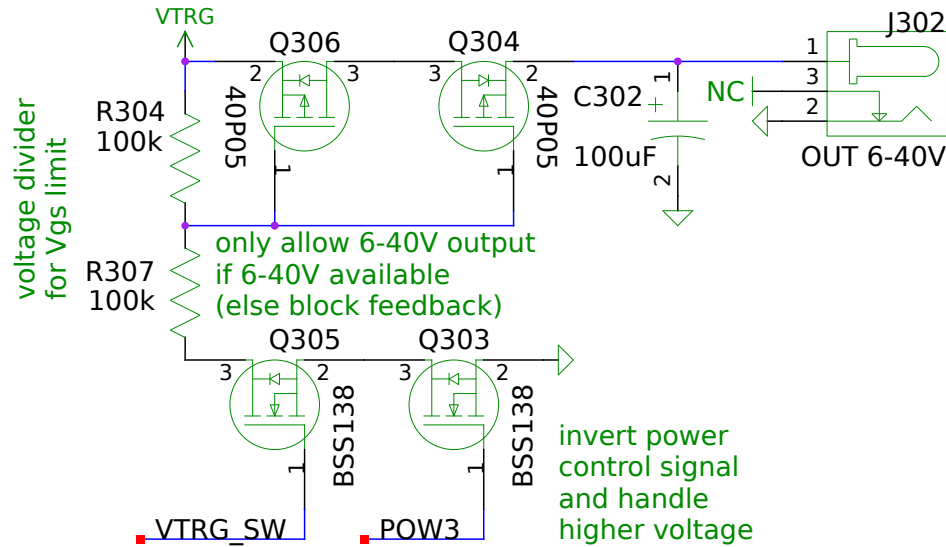 VTRG
Q306
Q304
J302
2
3
3
2
1
3
2
R304
100k
40P05
40P05
1
1
C302
+
100uF
1
2
NC
OUT 6-40V
voltage divider
for Vgs limit
only allow 6-40V output
if 6-40V available
(else block feedback)
R307
100k
Q305
Q303
3
2
3
2
BSS138
BSS138
1
1
invert power
control signal
and handle
higher voltage
VTRG_SW
POW3